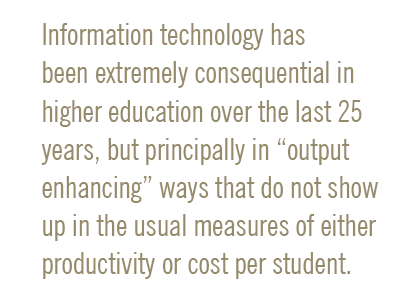 Information technology has
been extremely consequential in
higher education over the last 25
years, but principally in “output
enhancing” ways that do not show
up in the usual measures of either
productivity or cost per student.